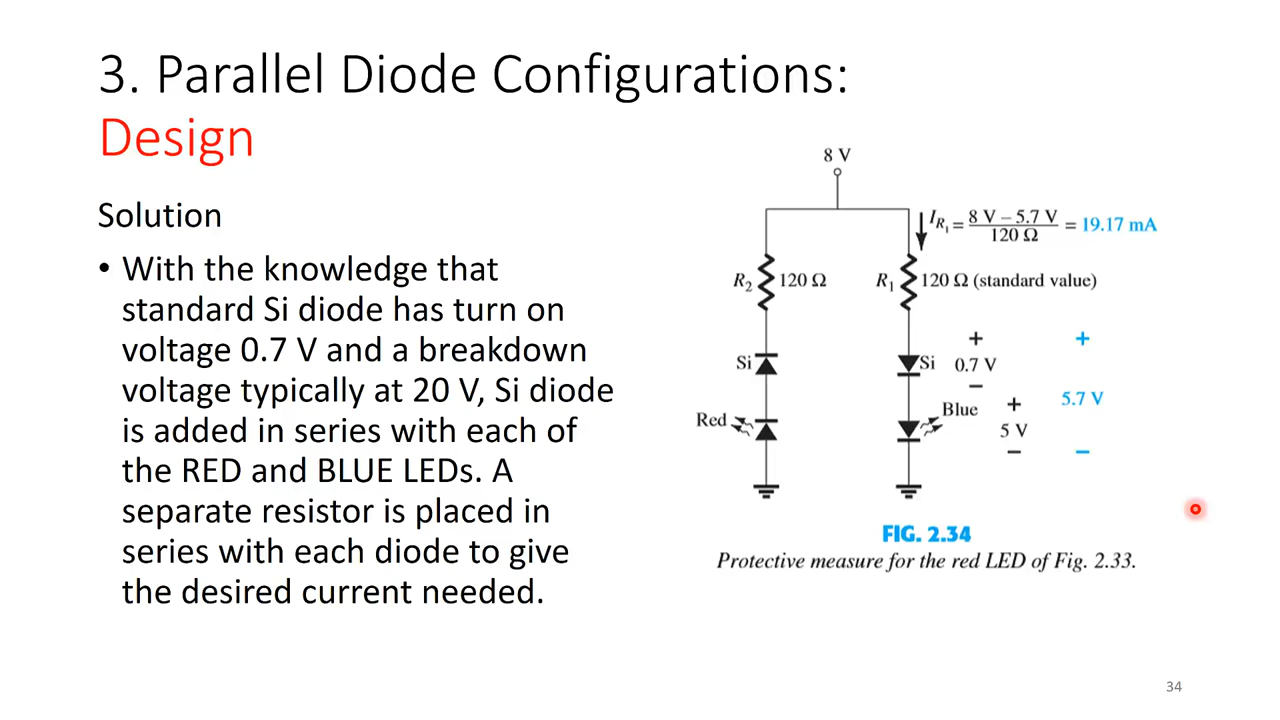 3. Parallel Diode Configurations:
Design
Solution
• With the knowledge that
standard Si diode has turn on
voltage 0.7 V and a breakdown
voltage typically at 20 V, Si diode
is added in series with each of
the RED and BLUE LEDs. A
separate resistor is placed in
series with each diode to give
the desired current needed.
8 V
I_R1 = 8 V – 5.7 V / 120 Ω = 19.17 mA
R2 120 Ω
R1 120 Ω (standard value)
Si
Si
+ 0.7 V –
Red
Blue
+ 5 V –
+ 5.7 V –
FIG. 2.34
Protective measure for the red LED of Fig. 2.33.
34